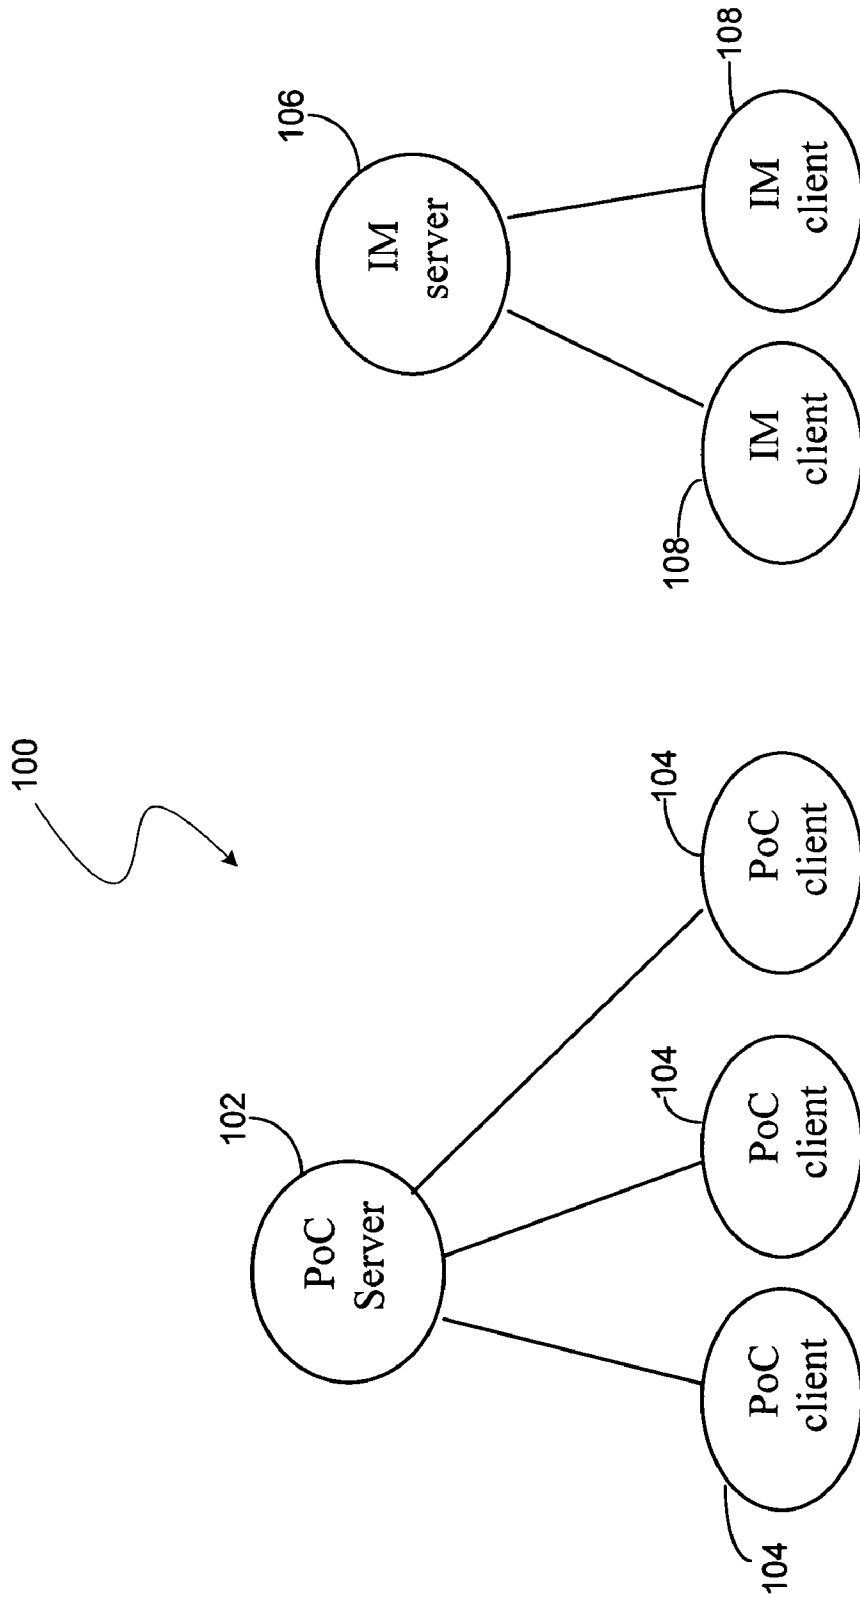 100
102
PoC
Server
104
PoC
client
104
PoC
client
104
PoC
client
106
IM
server
108
IM
client
108
IM
client